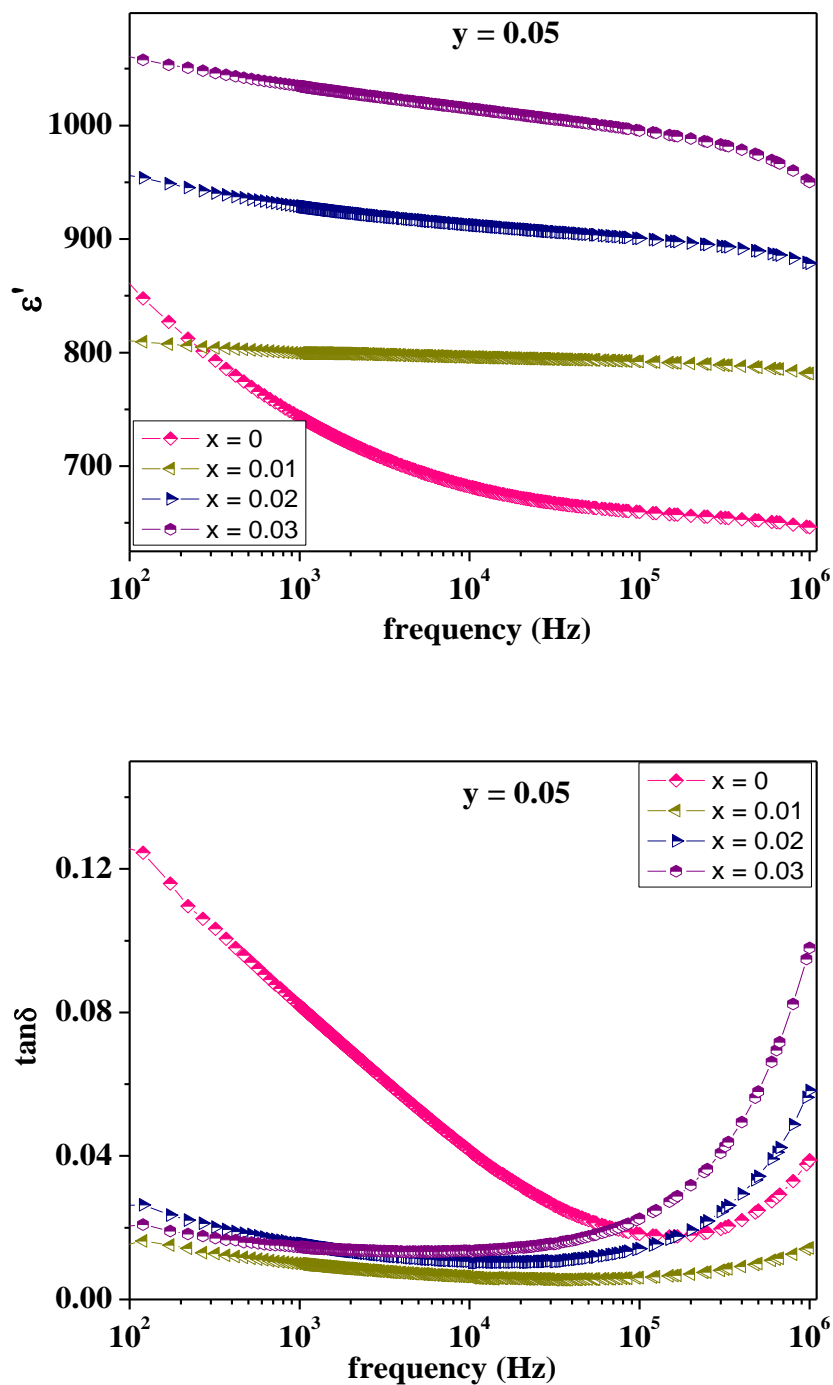 y = 0.05
1000
900
800
700
ε'
x = 0
x = 0.01
x = 0.02
x = 0.03
10² 10³ 10⁴ 10⁵ 10⁶
frequency (Hz)
y = 0.05
x = 0
x = 0.01
x = 0.02
x = 0.03
0.12
0.08
0.04
0.00
tanδ
10² 10³ 10⁴ 10⁵ 10⁶
frequency (Hz)